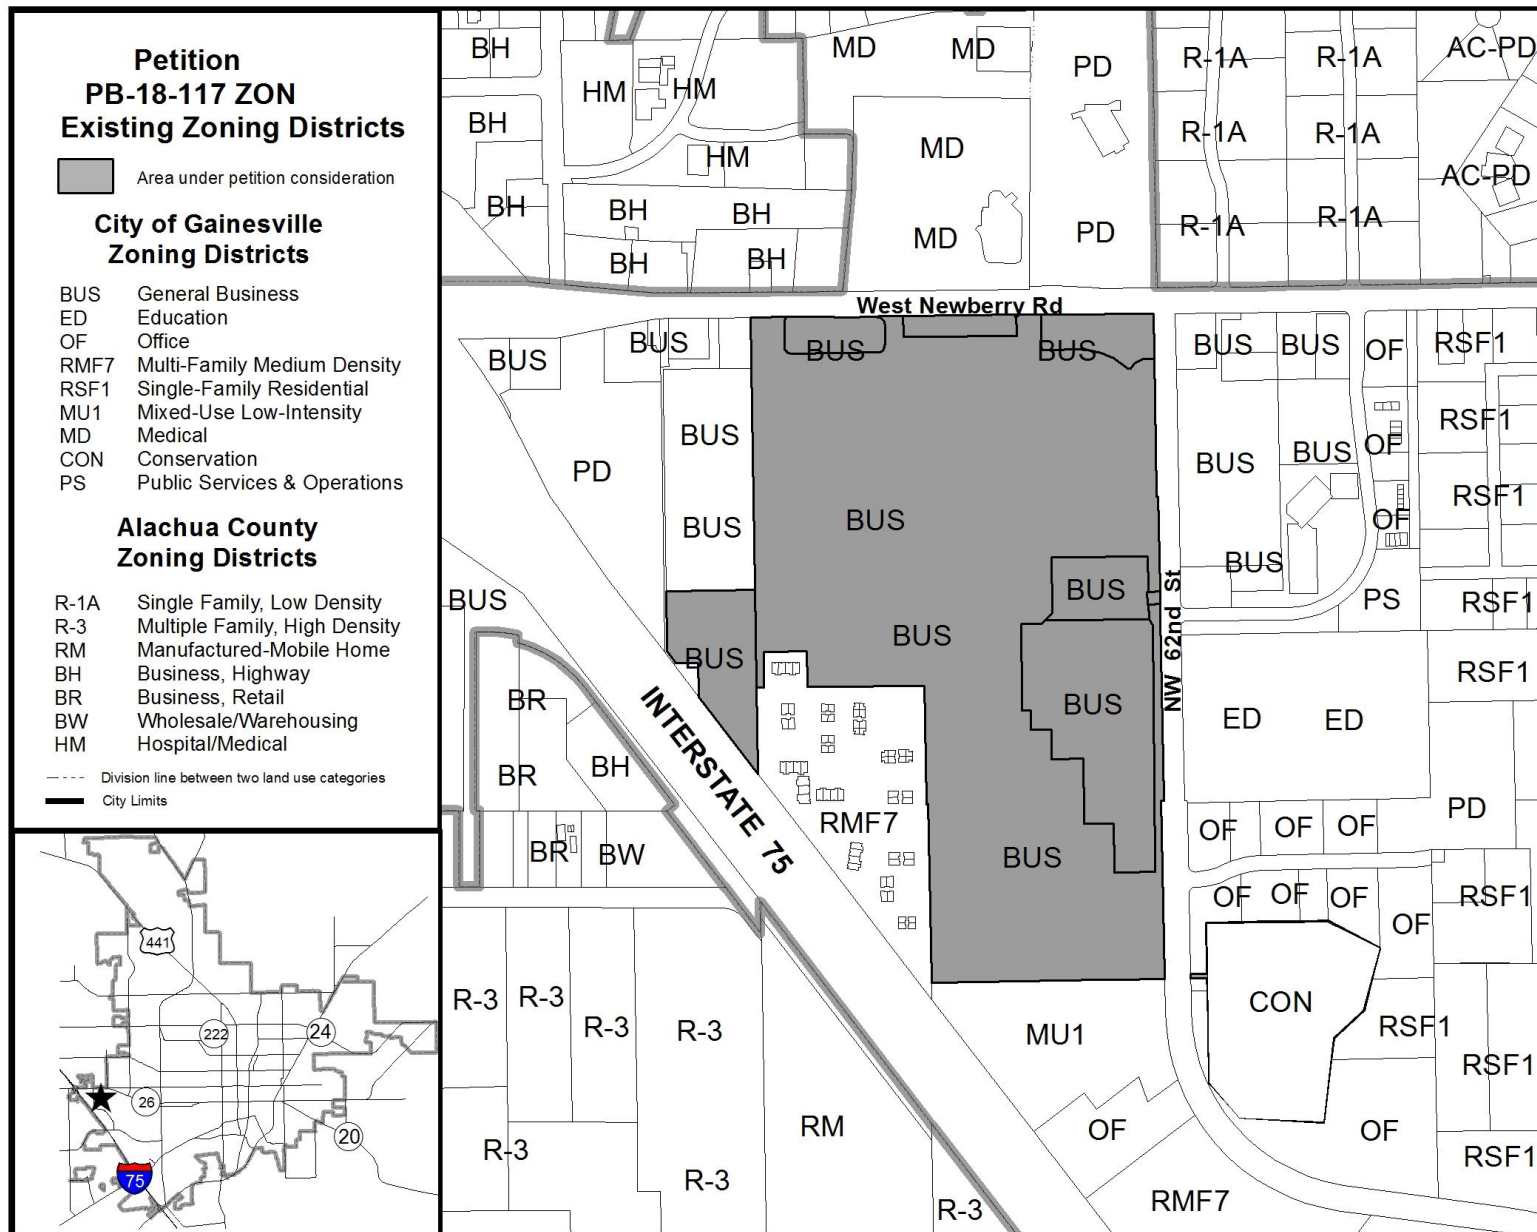 Petition
PB-18-117 ZON
Existing Zoning Districts
Area under petition consideration
City of Gainesville
Zoning Districts
BUS General Business
ED Education
OF Office
RMF7 Multi-Family Medium Density
RSF1 Single-Family Residential
MU1 Mixed-Use Low-Intensity
MD Medical
CON Conservation
PS Public Services & Operations
Alachua County
Zoning Districts
R-1A Single Family, Low Density
R-3 Multiple Family, High Density
RM Manufactured-Mobile Home
BH Business, Highway
BR Business, Retail
BW Wholesale/Warehousing
HM Hospital/Medical
Division line between two land use categories
City Limits
441
222
24
26
20
75
BH MD MD PD R-1A R-1A AC-PD
HM HM
BH MD R-1A R-1A
HM AC-PD
BH BH BH MD PD R-1A R-1A
BH BH
West Newberry Rd
BUS BUS BUS BUS BUS BUS OF RSF1
BUS RSF1
PD BUS BUS OF
RSF1
BUS BUS OF
BUS
BUS BUS PS RSF1
NW 62nd St
BUS
BUS RSF1
INTERSTATE 75
BR BUS ED ED
BR BH
RMF7 OF OF OF PD
BR BW BUS
OF OF OF OF RSF1
R-3 R-3 R-3 R-3 CON
MU1 RSF1 RSF1
RM OF OF
R-3 R-3 RSF1
R-3 RMF7